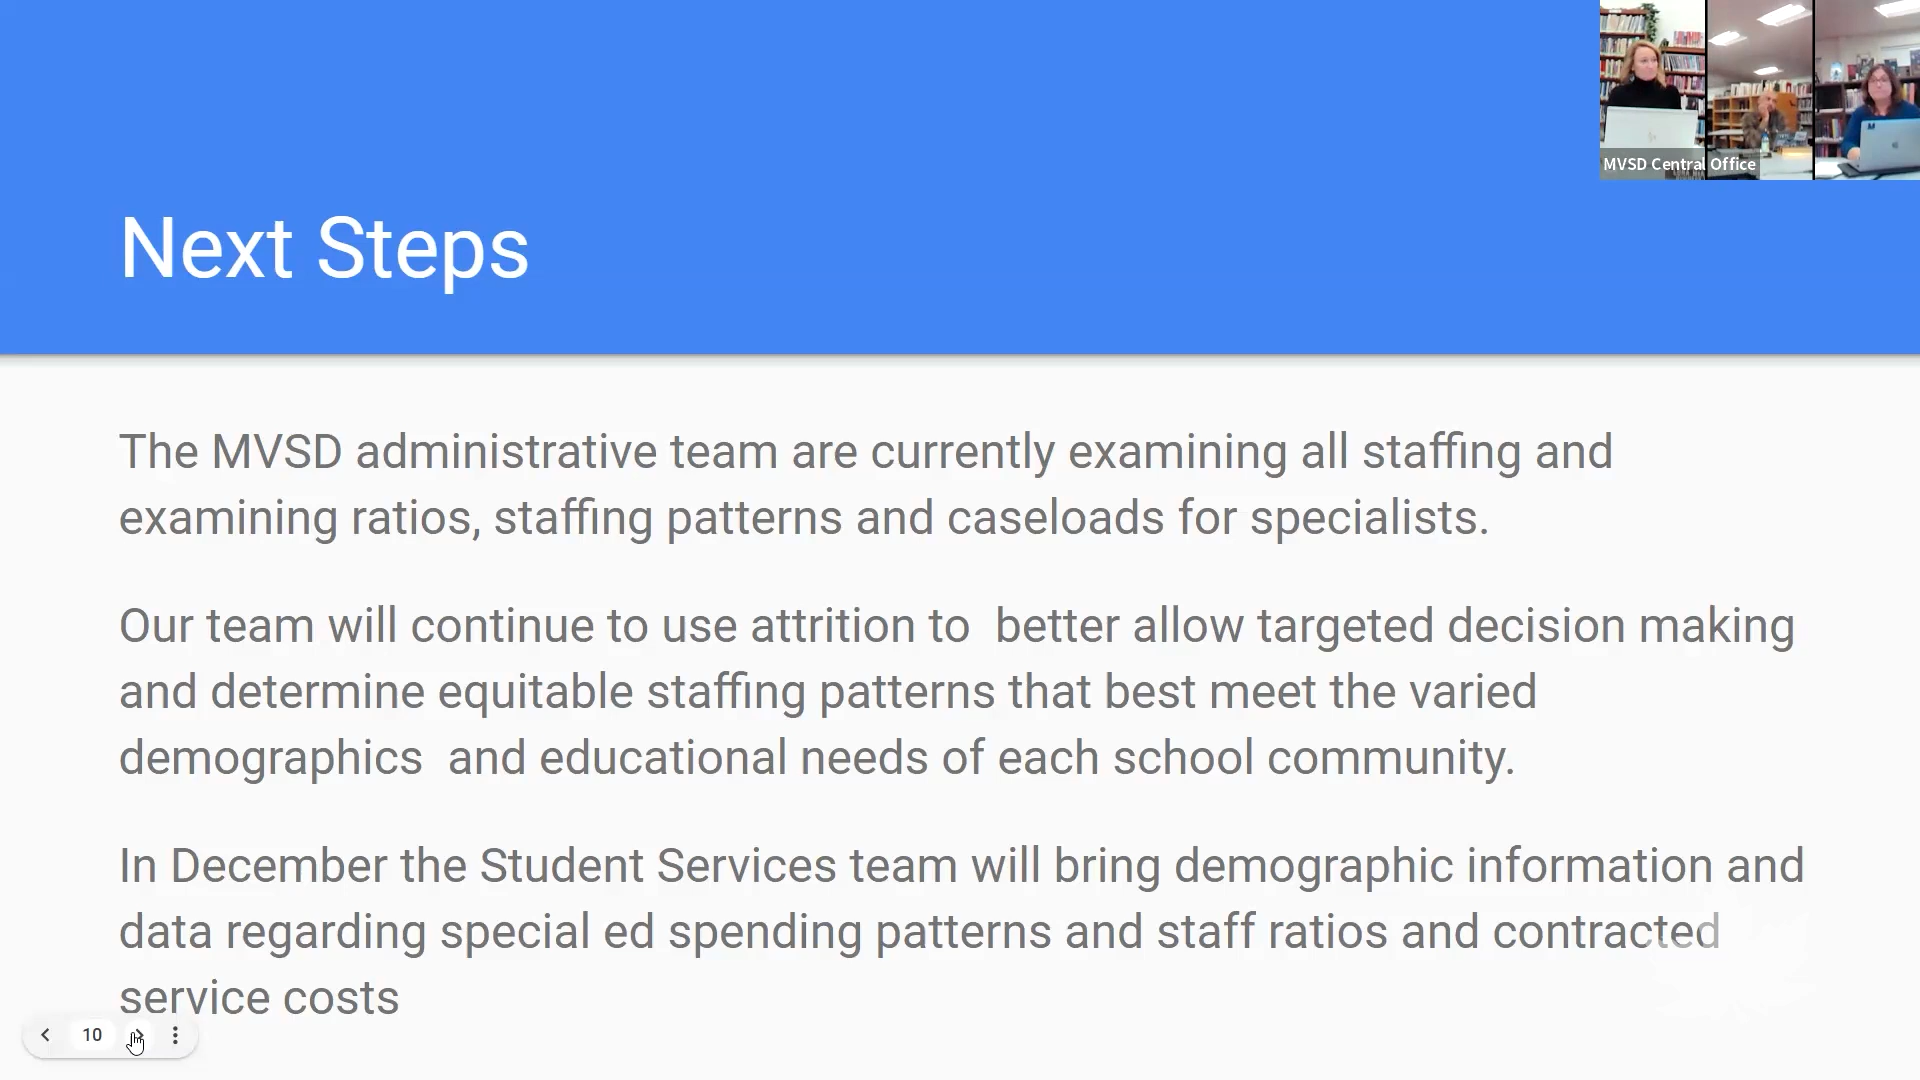 MVSD Central Office
Next Steps
The MVSD administrative team are currently examining all staffing and
examining ratios, staffing patterns and caseloads for specialists.
Our team will continue to use attrition to  better allow targeted decision making
and determine equitable staffing patterns that best meet the varied
demographics  and educational needs of each school community.
In December the Student Services team will bring demographic information and
data regarding special ed spending patterns and staff ratios and contracted
service costs
10